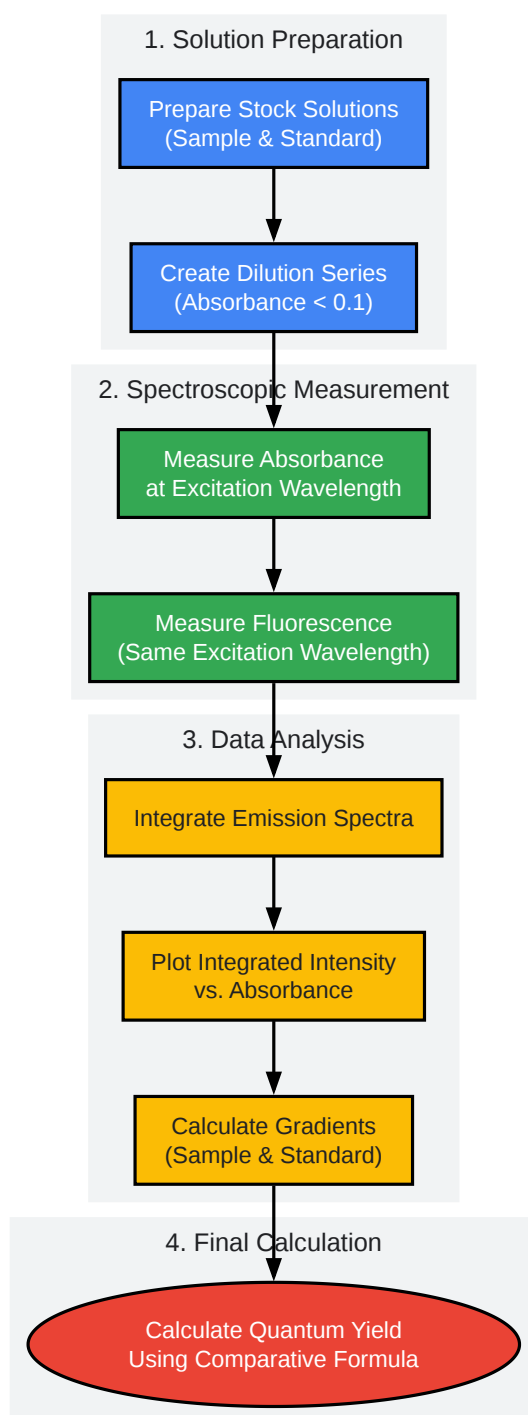 1. Solution Preparation
Prepare Stock Solutions
(Sample & Standard)
Create Dilution Series
(Absorbance < 0.1)
2. Spectroscopic Measurement
Measure Absorbance
at Excitation Wavelength
Measure Fluorescence
(Same Excitation Wavelength)
3. Data Analysis
Integrate Emission Spectra
Plot Integrated Intensity
vs. Absorbance
Calculate Gradients
(Sample & Standard)
4. Final Calculation
Calculate Quantum Yield
Using Comparative Formula